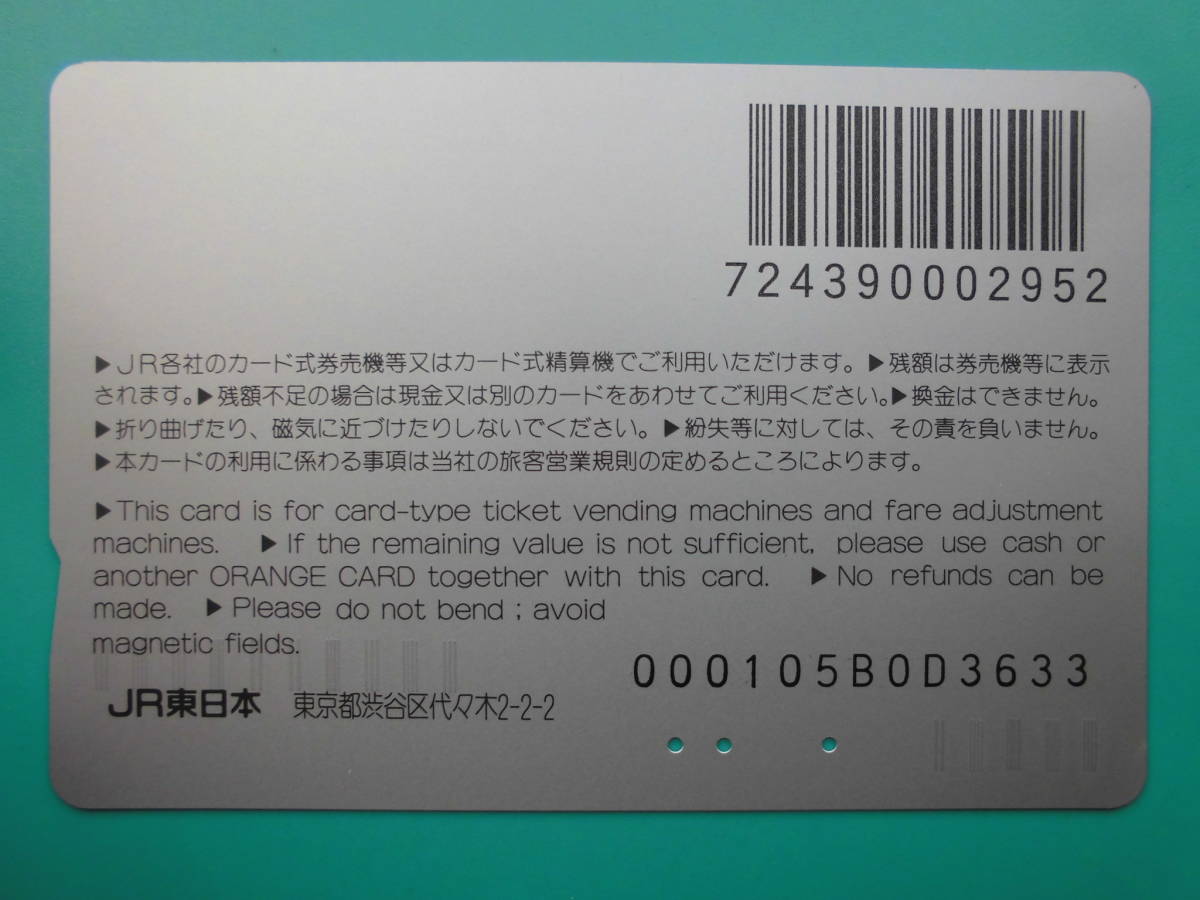 724390002952
▶JR各社のカード式券売機等又はカード式精算機でご利用いただけます。▶残額は券売機等に表示
されます。▶残額不足の場合は現金又は別のカードをあわせてご利用ください。▶換金はできません。
▶折り曲げたり、磁気に近づけたりしないでください。▶紛失等に対しては、その責を負いません。
▶本カードの利用に係わる事項は当社の旅客営業規則の定めるところによります。
▶This card is for card-type ticket vending machines and fare adjustment
machines. ▶If the remaining value is not sufficient, please use cash or
another ORANGE CARD together with this card. ▶No refunds can be
made. ▶Please do not bend ; avoid
magnetic fields.
000105B0D3633
JR東日本 東京都渋谷区代々木2-2-2